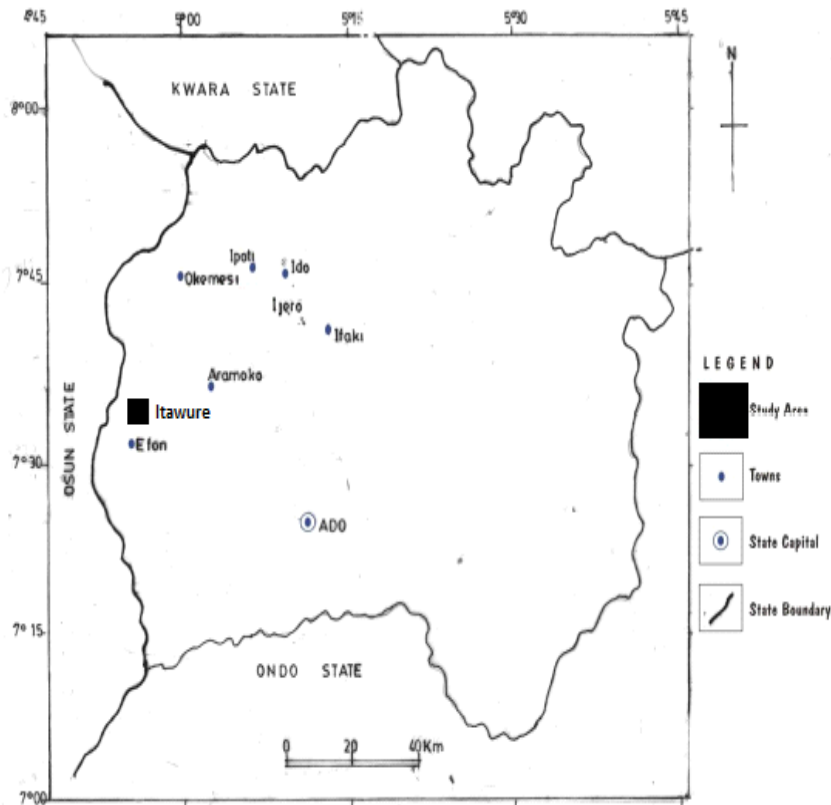 4°45 5°00 5°15 5°30 5°45
N
KWARA STATE
8°00
Ipoti
Ido
Okemesi
7°45
Ijero
Ifaki
LEGEND
Aramoko
Study Area
Itawure
OSUN STATE
Efon
7°30
Towns
ADO
State Capital
State Boundary
7°15
ONDO STATE
0 20 40Km
7°00